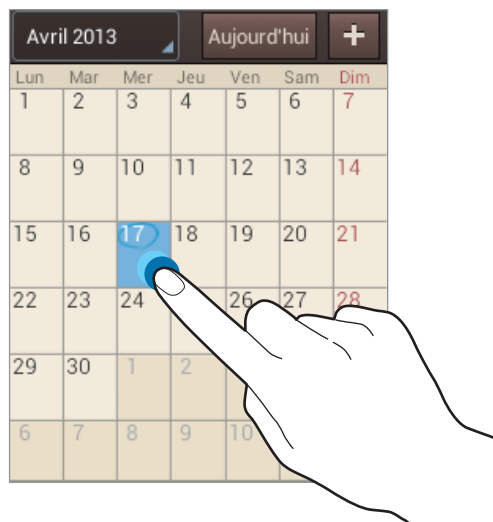 Avril 2013 Aujourd'hui +
Lun Mar Mer Jeu Ven Sam Dim
1 2 3 4 5 6 7
8 9 10 11 12 13 14
15 16 17 18 19 20 21
22 23 24 26 27 28
29 30 1 2
6 7 8 9 10